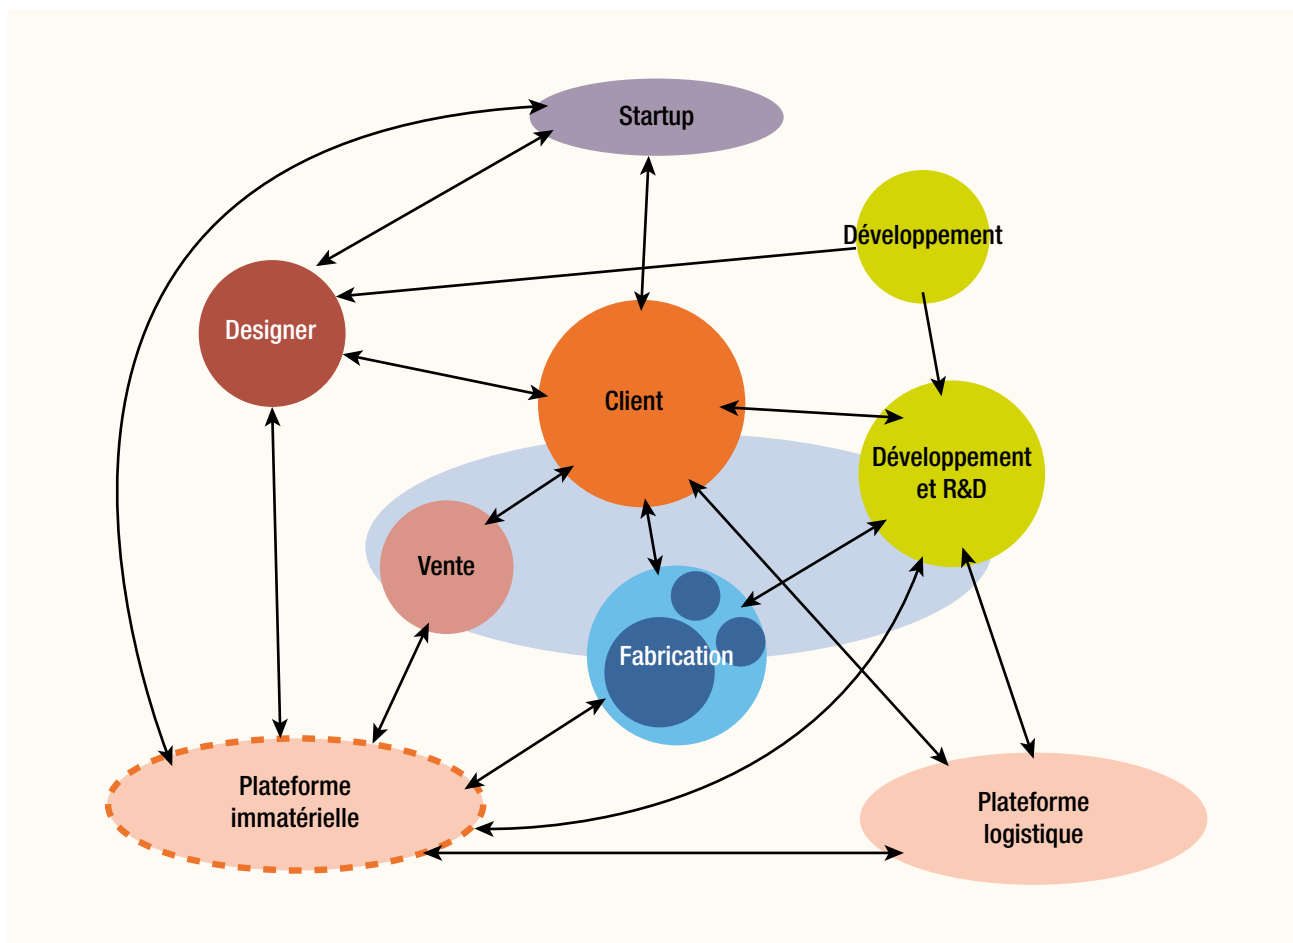 Startup
Développement
Designer
Client
Développement
et R&D
Vente
Fabrication
Plateforme
immatérielle
Plateforme
logistique